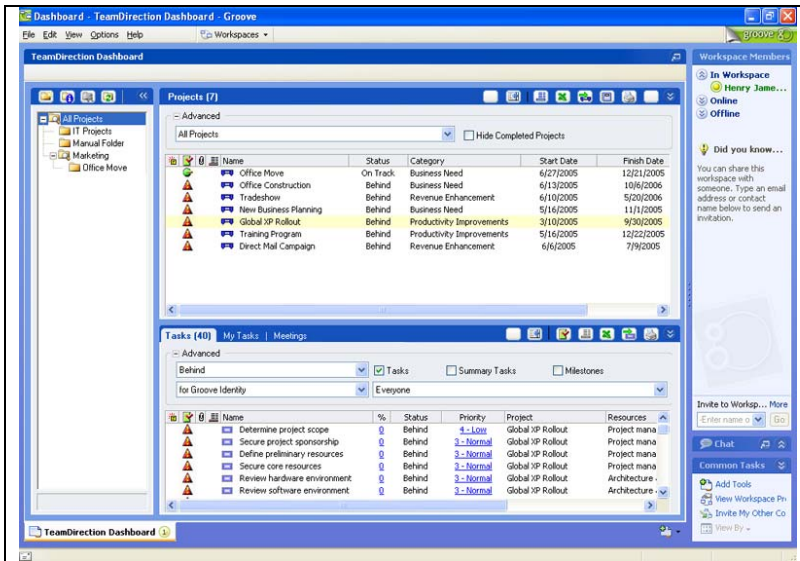 Dashboard - TeamDirection Dashboard - Groove
File Edit View Options Help Workspaces groove
TeamDirection Dashboard
All Projects
IT Projects
Manual Folder
Marketing
Office Move
Projects (7)
Advanced
All Projects Hide Completed Projects
Name Status Category Start Date Finish Date
Office Move On Track Business Need 6/27/2005 12/21/2005
Office Construction Behind Business Need 6/13/2005 10/6/2006
Tradeshow Behind Revenue Enhancement 6/10/2005 5/20/2006
New Business Planning Behind Business Need 5/16/2005 11/1/2005
Global XP Rollout Behind Productivity Improvements 3/10/2005 9/30/2005
Training Program Behind Productivity Improvements 5/16/2005 12/22/2005
Direct Mail Campaign Behind Revenue Enhancement 6/6/2005 7/9/2005
Tasks (40) My Tasks | Meetings
Advanced
Behind Tasks Summary Tasks Milestones
for Groove Identity Everyone
Name % Status Priority Project Resources
Determine project scope 0 Behind 4 - Low Global XP Rollout Project mana
Secure project sponsorship 0 Behind 3 - Normal Global XP Rollout Project mana
Define preliminary resources 0 Behind 3 - Normal Global XP Rollout Project mana
Secure core resources 0 Behind 3 - Normal Global XP Rollout Project mana
Review hardware environment 0 Behind 3 - Normal Global XP Rollout Architecture
Review software environment 0 Behind 3 - Normal Global XP Rollout Architecture
Workspace Members
In Workspace
Henry Jame...
Online
Offline
Did you know...
You can share this
workspace with
someone. Type an email
address or contact
name below to send an
invitation.
Invite to Worksp... More
Enter name o Go
Chat
Common Tasks
Add Tools
View Workspace Pr
Invite My Other Co
View By
TeamDirection Dashboard 1